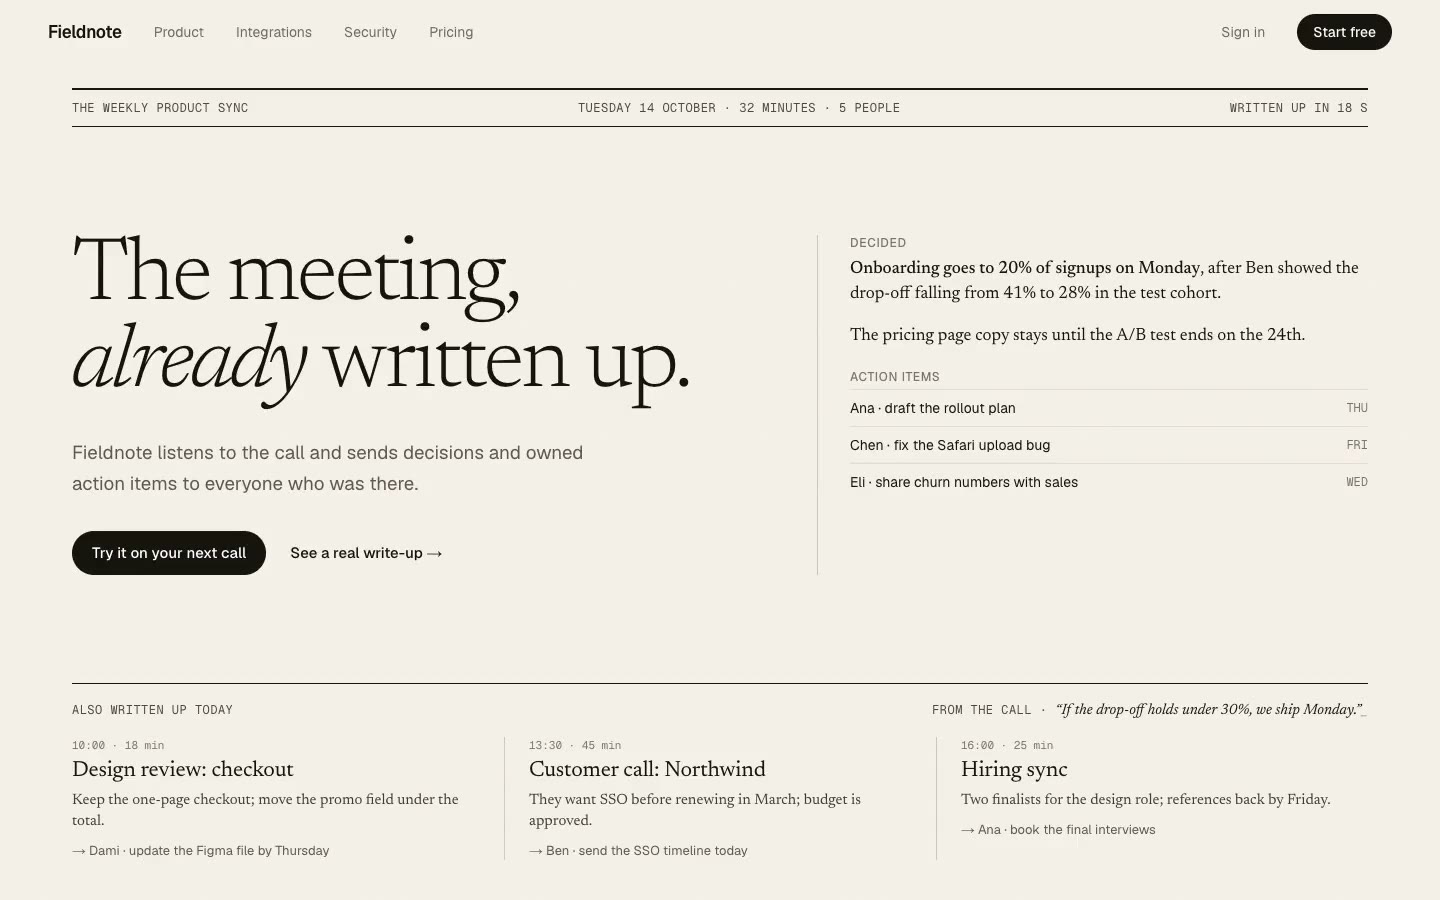 Fieldnote Product Integrations Security Pricing Sign in Start free
THE WEEKLY PRODUCT SYNC TUESDAY 14 OCTOBER · 32 MINUTES · 5 PEOPLE WRITTEN UP IN 18 S
The meeting,
already written up.
Fieldnote listens to the call and sends decisions and owned
action items to everyone who was there.
Try it on your next call See a real write-up →
DECIDED
Onboarding goes to 20% of signups on Monday, after Ben showed the
drop-off falling from 41% to 28% in the test cohort.
The pricing page copy stays until the A/B test ends on the 24th.
ACTION ITEMS
Ana · draft the rollout plan THU
Chen · fix the Safari upload bug FRI
Eli · share churn numbers with sales WED
ALSO WRITTEN UP TODAY FROM THE CALL · “If the drop-off holds under 30%, we ship Monday.”_
10:00 · 18 min
Design review: checkout
Keep the one-page checkout; move the promo field under the
total.
→ Dami · update the Figma file by Thursday
13:30 · 45 min
Customer call: Northwind
They want SSO before renewing in March; budget is
approved.
→ Ben · send the SSO timeline today
16:00 · 25 min
Hiring sync
Two finalists for the design role; references back by Friday.
→ Ana · book the final interviews